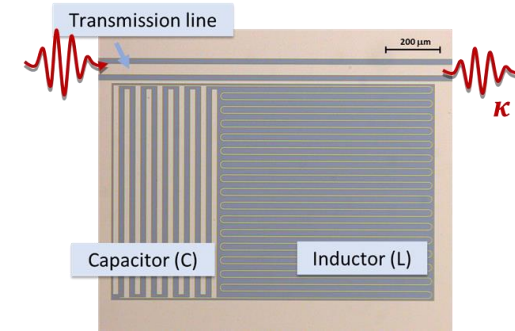 Transmission line
200 μm
κ
Capacitor (C)
Inductor (L)